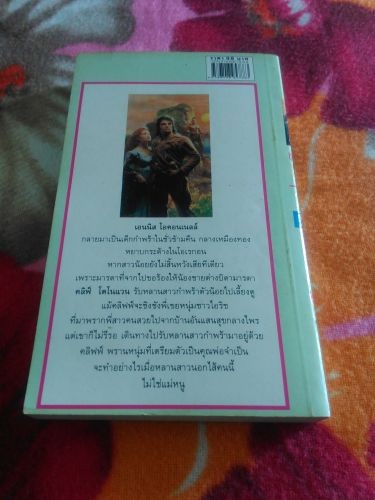 ราคา 88 บาท
เอนนิส โอคอนเนลล์
กลายมาเป็นเด็กกำพร้าในชั่วข้ามคืน กลางเหมืองทอง
หยาบกระด้างในโอเรกอน
หากสาวน้อยยังไม่สิ้นหวังเสียทีเดียว
เพราะมารดาที่จากไปขอร้องให้น้องชายต่างบิดามารดา
คลิฟ์ โดโนแวน รับหลานสาวกำพร้าตัวน้อยไปเลี้ยงดู
แม้คลิฟฟ์จะชิงชังพี่เขยหนุ่มชาวไอริช
ที่มาพรากพี่สาวคนสวยไปจากบ้านอันแสนสุขกลางไพร
แต่เขาก็ไม่รีรอ เดินทางไปรับหลานสาวกำพร้ามาอยู่ด้วย
คลิฟฟ์ พรานหนุ่มที่เตรียมตัวเป็นคุณพ่อจำเป็น
จะทำอย่างไรเมื่อหลานสาวนอกไส้คนนี้
ไม่ใช่แม่หนู